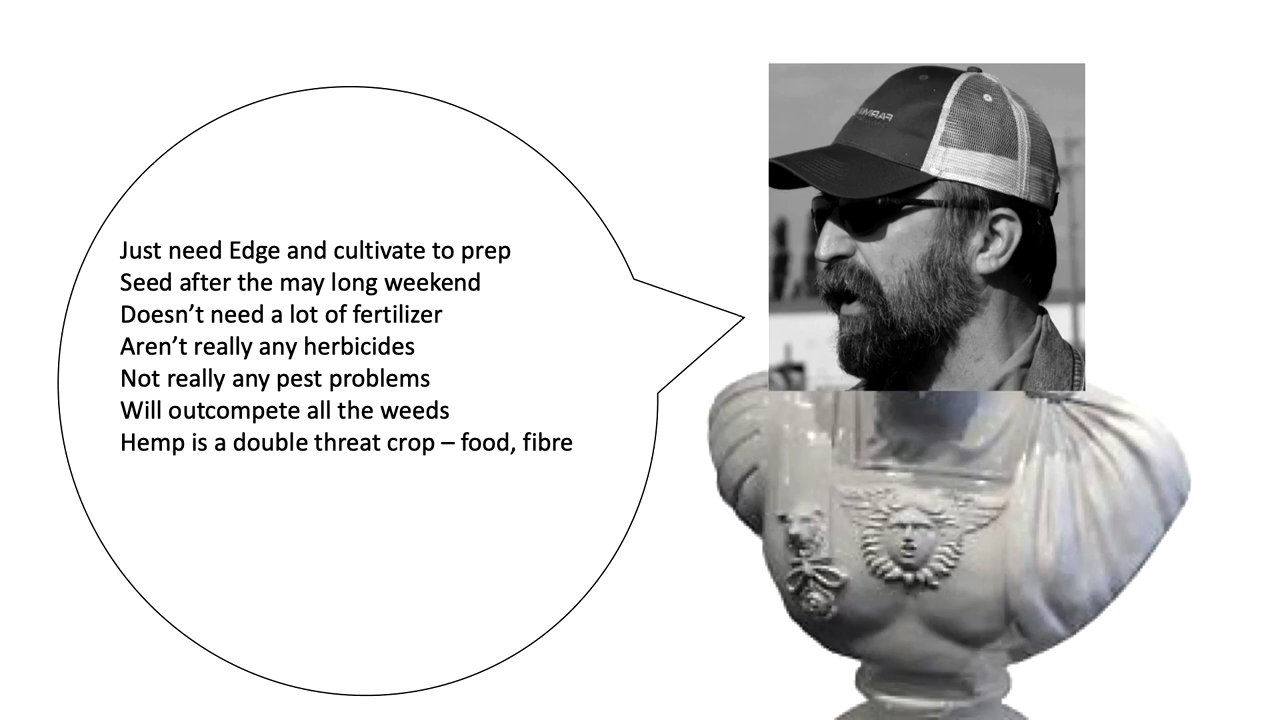 Just need Edge and cultivate to prep
Seed after the may long weekend
Doesn’t need a lot of fertilizer
Aren’t really any herbicides
Not really any pest problems
Will outcompete all the weeds
Hemp is a double threat crop – food, fibre